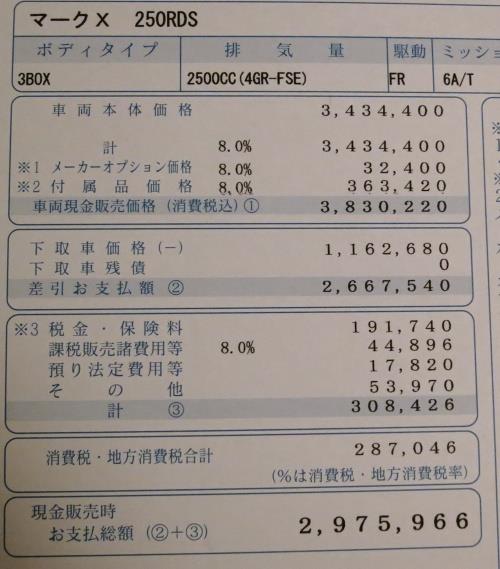 マークX 250RDS
ボディタイプ 排気量 駆動 ミッシ
3BOX 2500CC(4GR-FSE) FR 6A/T
車両本体価格 3,434,400
計 8.0% 3,434,400
※1 メーカーオプション価格 8.0% 32,400
※2 付属品価格 8.0% 363,420
車両現金販売価格(消費税込)① 3,830,220
下取車価格(−) 1,162,680
下取車残債 0
差引お支払額 ② 2,667,540
※3 税金・保険料 191,740
課税販売諸費用等 8.0% 44,896
預り法定費用等 17,820
その他 53,970
計 ③ 308,426
消費税・地方消費税合計 287,046
(%は消費税・地方消費税率)
現金販売時
お支払総額(②+③) 2,975,966